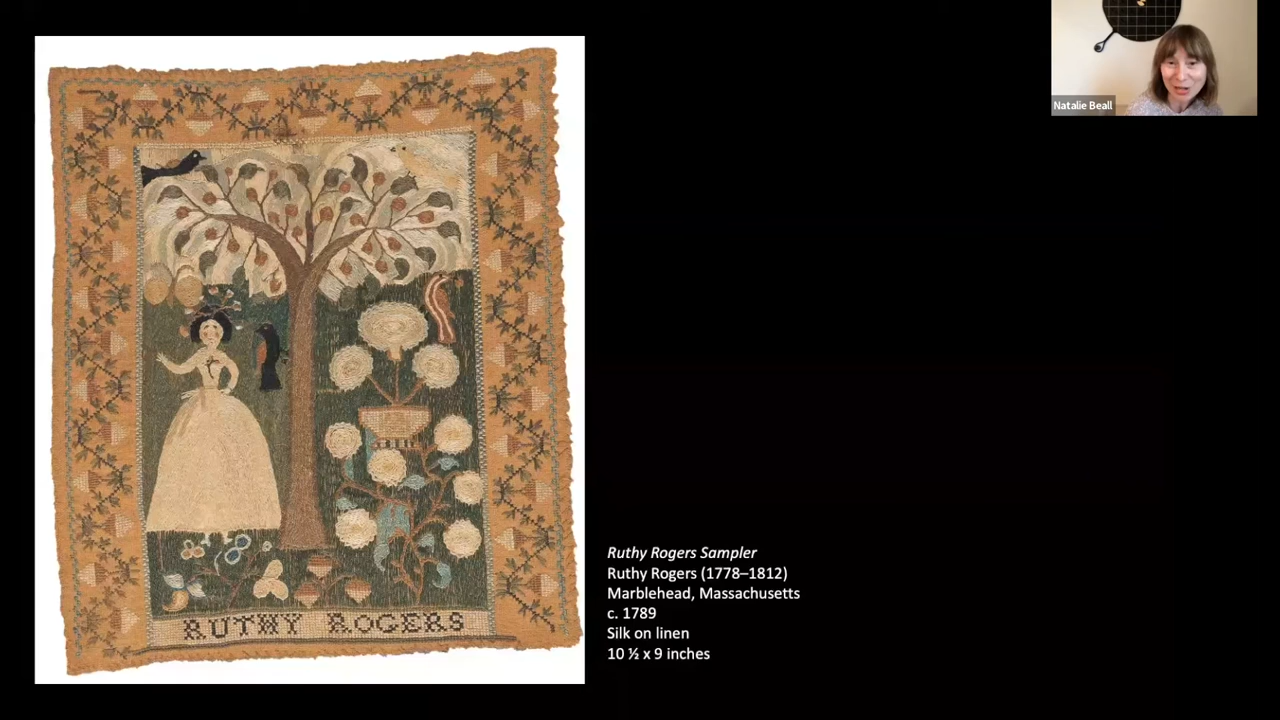 Natalie Beall
RUTHY ROGERS
Ruthy Rogers Sampler
Ruthy Rogers (1778–1812)
Marblehead, Massachusetts
c. 1789
Silk on linen
10 ½ x 9 inches